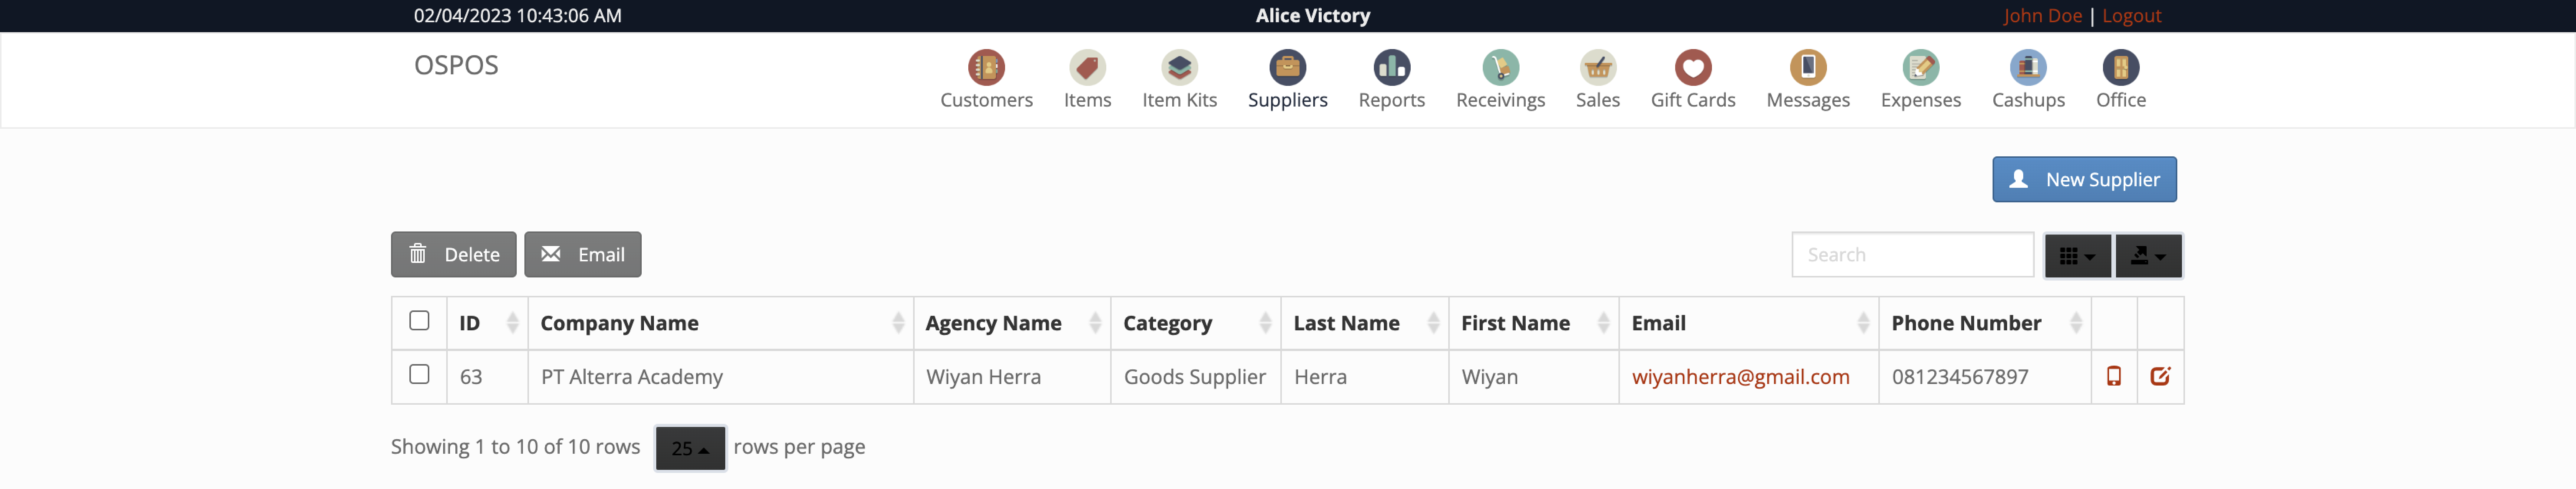 02/04/2023 10:43:06 AM Alice Victory John Doe | Logout
OSPOS
Customers Items Item Kits Suppliers Reports Receivings Sales Gift Cards Messages Expenses Cashups Office
New Supplier
Delete Email Search
ID Company Name Agency Name Category Last Name First Name Email Phone Number
63 PT Alterra Academy Wiyan Herra Goods Supplier Herra Wiyan wiyanherra@gmail.com 081234567897
Showing 1 to 10 of 10 rows 25 rows per page